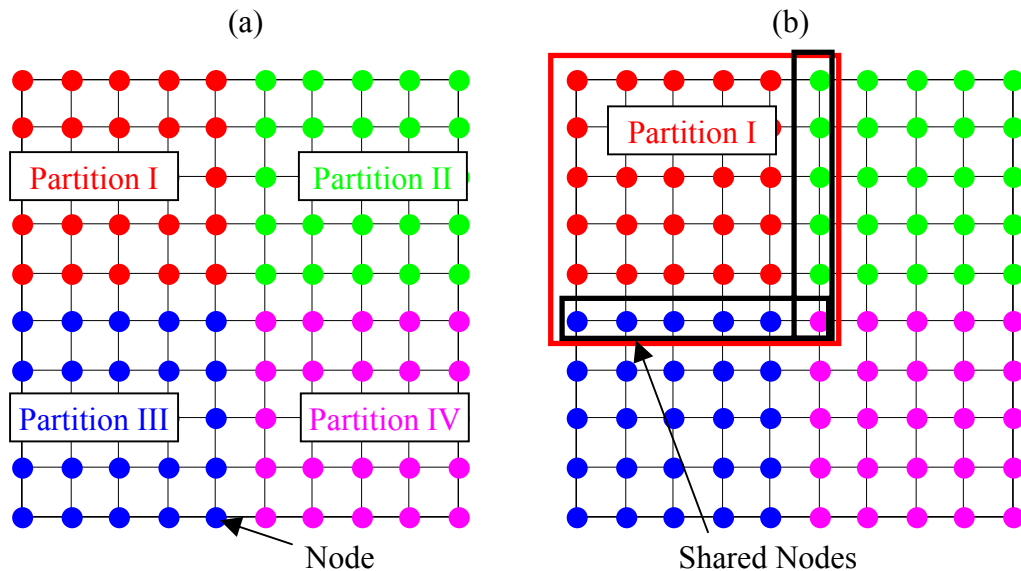 (a)
(b)
Partition I
Partition II
Partition III
Partition IV
Node
Partition I
Shared Nodes